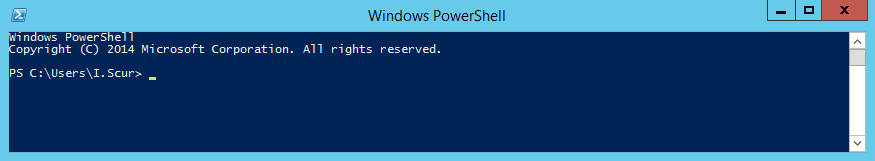 Windows PowerShell
Windows PowerShell
Copyright (C) 2014 Microsoft Corporation. All rights reserved.
PS C:\Users\I.Scur>